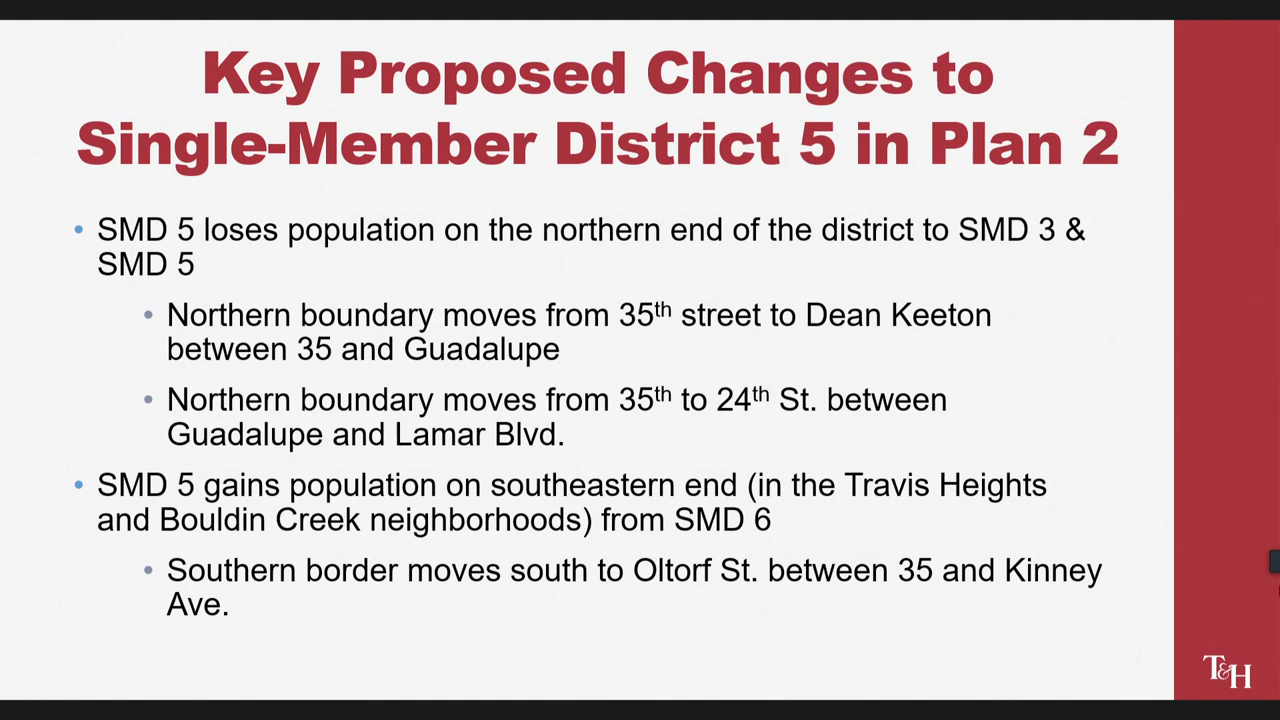 Key Proposed Changes to
Single-Member District 5 in Plan 2
• SMD 5 loses population on the northern end of the district to SMD 3 &
SMD 5
• Northern boundary moves from 35th street to Dean Keeton
between 35 and Guadalupe
• Northern boundary moves from 35th to 24th St. between
Guadalupe and Lamar Blvd.
• SMD 5 gains population on southeastern end (in the Travis Heights
and Bouldin Creek neighborhoods) from SMD 6
• Southern border moves south to Oltorf St. between 35 and Kinney
Ave.
T&H